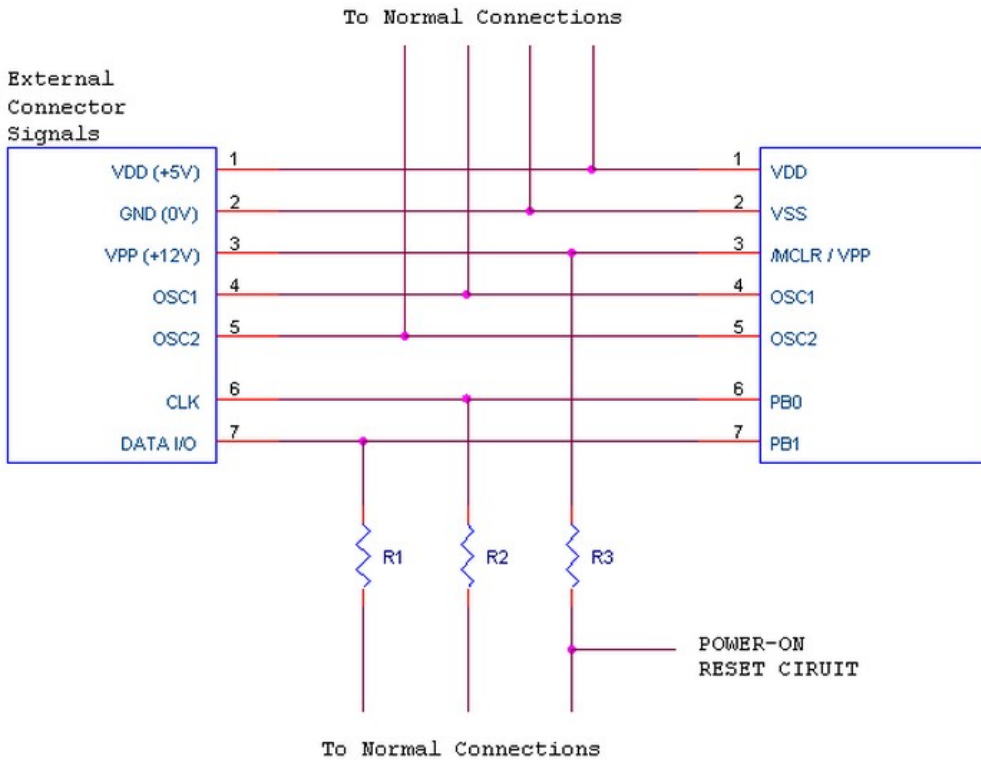 To Normal Connections
External
Connector
Signals
VDD (+5V) 1
GND (0V) 2
VPP (+12V) 3
OSC1 4
OSC2 5
CLK 6
DATA I/O 7
1 VDD
2 VSS
3 /MCLR / VPP
4 OSC1
5 OSC2
6 PB0
7 PB1
R1 R2 R3
POWER-ON
RESET CIRUIT
To Normal Connections